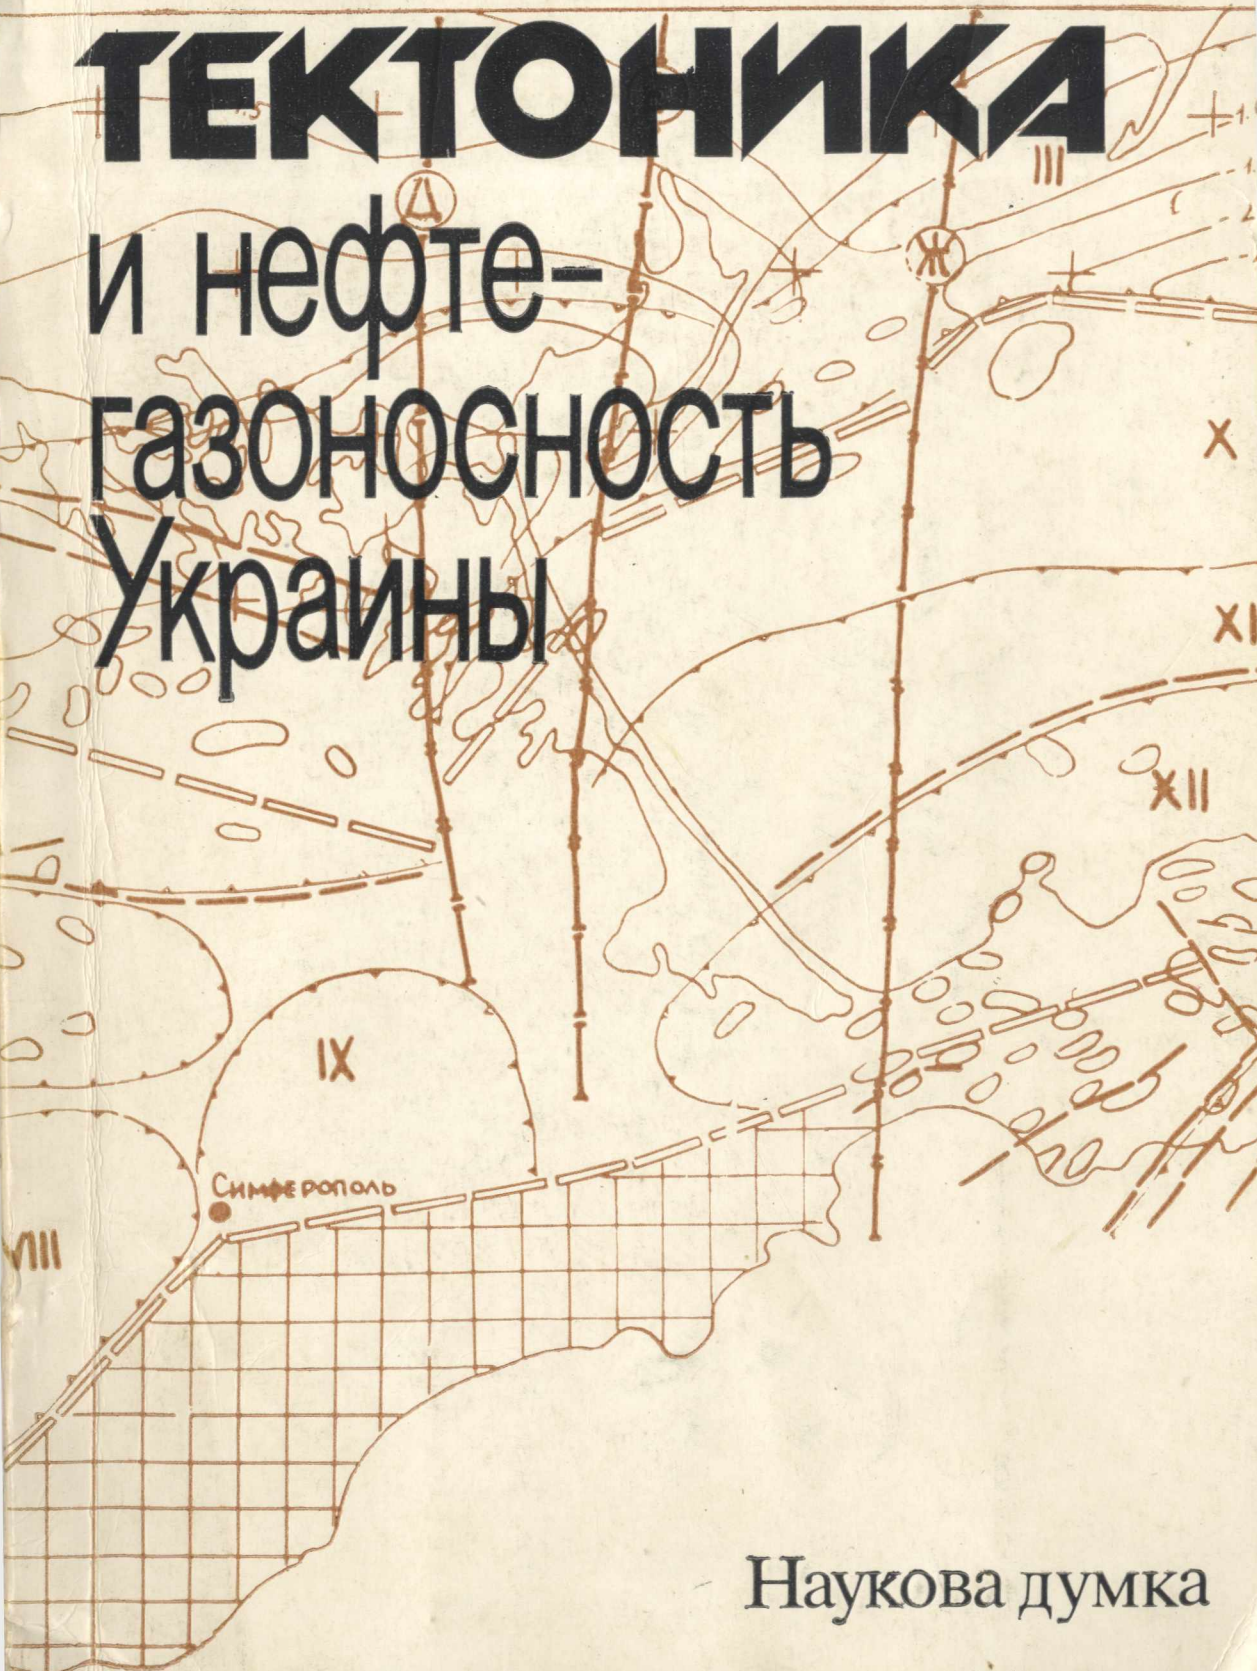 ТЕКТОНИКА
III
Д
и нефте-
Ж
газоносность
X
Украины
XI
XII
IX
Симферополь
VIII
Наукова думка